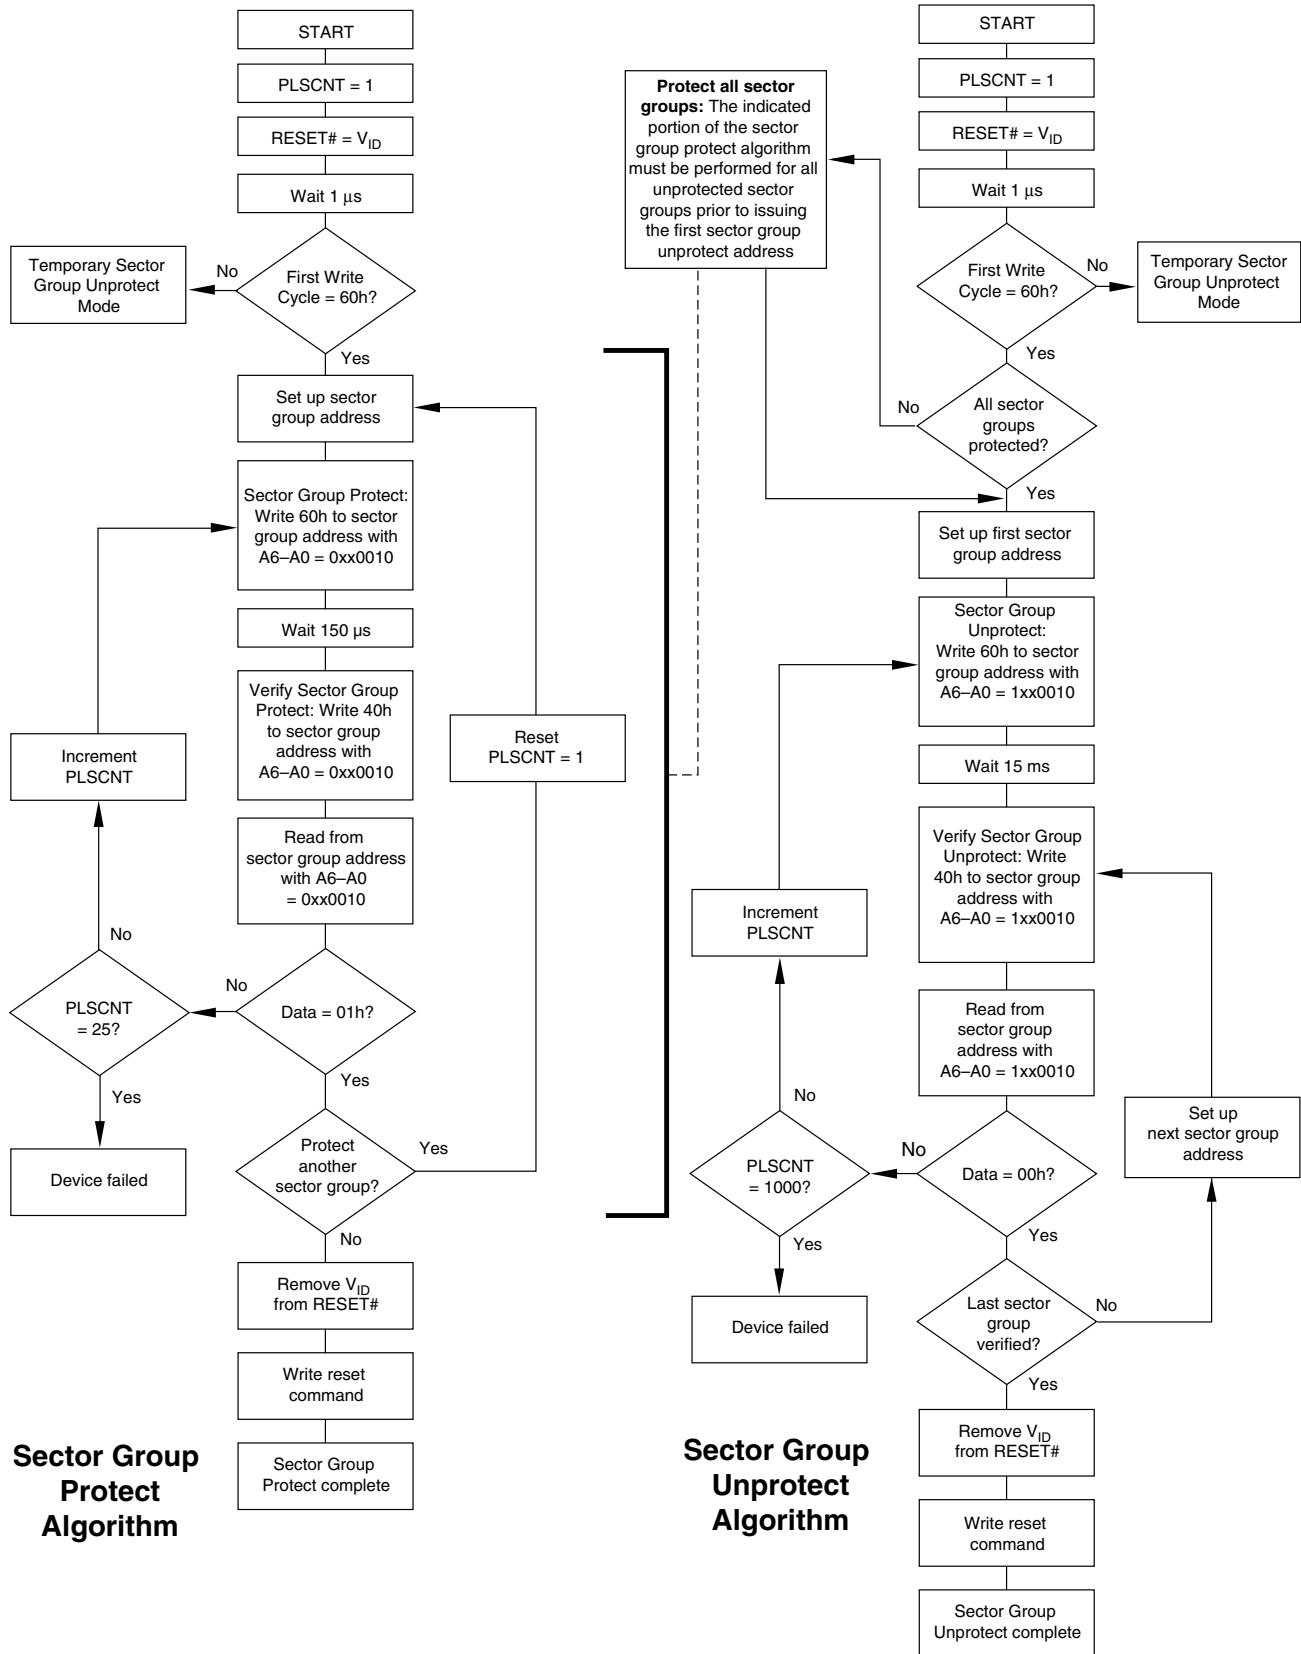 START
PLSCNT = 1
RESET# = VID
Wait 1 μs
First Write
Cycle = 60h?
No
Temporary Sector
Group Unprotect
Mode
Yes
Set up sector
group address
Sector Group Protect:
Write 60h to sector
group address with
A6–A0 = 0xx0010
Wait 150 µs
Verify Sector Group
Protect: Write 40h
to sector group
address with
A6–A0 = 0xx0010
Read from
sector group address
with A6–A0
= 0xx0010
Data = 01h?
No
PLSCNT
= 25?
No
Increment
PLSCNT
Yes
Device failed
Yes
Protect
another
sector group?
Yes
Reset
PLSCNT = 1
No
Remove VID
from RESET#
Write reset
command
Sector Group
Protect complete
Sector Group
Protect
Algorithm
Protect all sector
groups: The indicated
portion of the sector
group protect algorithm
must be performed for all
unprotected sector
groups prior to issuing
the first sector group
unprotect address
START
PLSCNT = 1
RESET# = VID
Wait 1 μs
First Write
Cycle = 60h?
No
Temporary Sector
Group Unprotect
Mode
Yes
All sector
groups
protected?
No
Yes
Set up first sector
group address
Sector Group
Unprotect:
Write 60h to sector
group address with
A6–A0 = 1xx0010
Wait 15 ms
Verify Sector Group
Unprotect: Write
40h to sector group
address with
A6–A0 = 1xx0010
Read from
sector group
address with
A6–A0 = 1xx0010
Data = 00h?
No
PLSCNT
= 1000?
No
Increment
PLSCNT
Yes
Device failed
Yes
Last sector
group
verified?
No
Set up
next sector group
address
Yes
Remove VID
from RESET#
Write reset
command
Sector Group
Unprotect complete
Sector Group
Unprotect
Algorithm